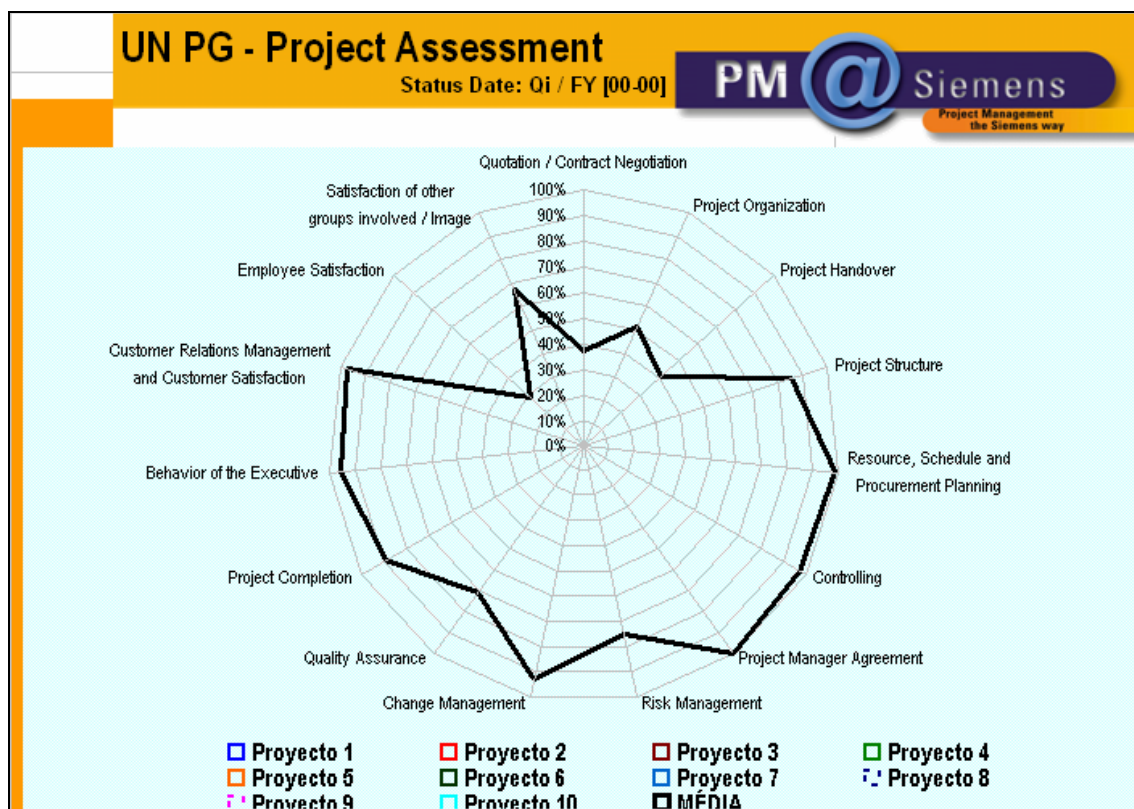 UN PG - Project Assessment
Status Date: Qi / FY [00-00]
PM @ Siemens
Project Management
the Siemens way
Quotation / Contract Negotiation
Satisfaction of other
groups involved / Image
Project Organization
Employee Satisfaction
Project Handover
Customer Relations Management
and Customer Satisfaction
Project Structure
Behavior of the Executive
Resource, Schedule and
Procurement Planning
Project Completion
Controlling
Quality Assurance
Project Manager Agreement
Change Management
Risk Management
100%
90%
80%
70%
60%
50%
40%
30%
20%
10%
0%
Proyecto 1
Proyecto 2
Proyecto 3
Proyecto 4
Proyecto 5
Proyecto 6
Proyecto 7
Proyecto 8
Proyecto 9
Proyecto 10
MÉDIA